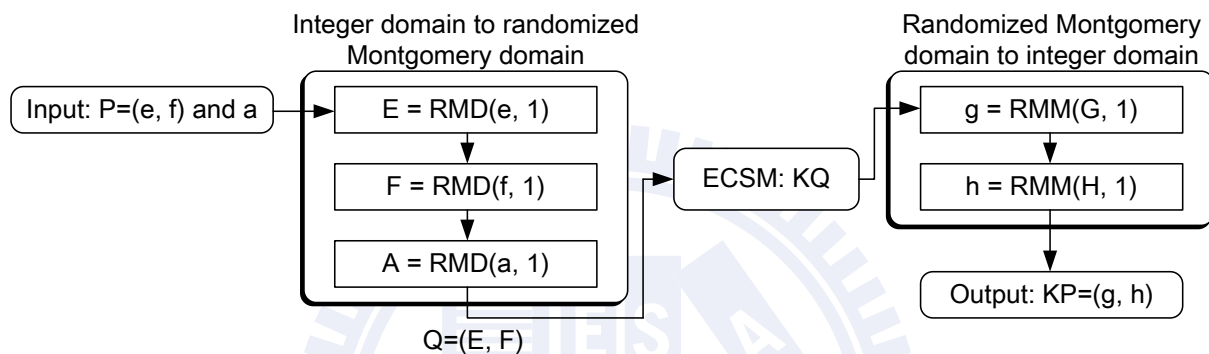 Integer domain to randomized
Montgomery domain
Input: P=(e, f) and a
E = RMD(e, 1)
F = RMD(f, 1)
A = RMD(a, 1)
Q=(E, F)
ECSM: KQ
Randomized Montgomery
domain to integer domain
g = RMM(G, 1)
h = RMM(H, 1)
Output: KP=(g, h)
ES
A